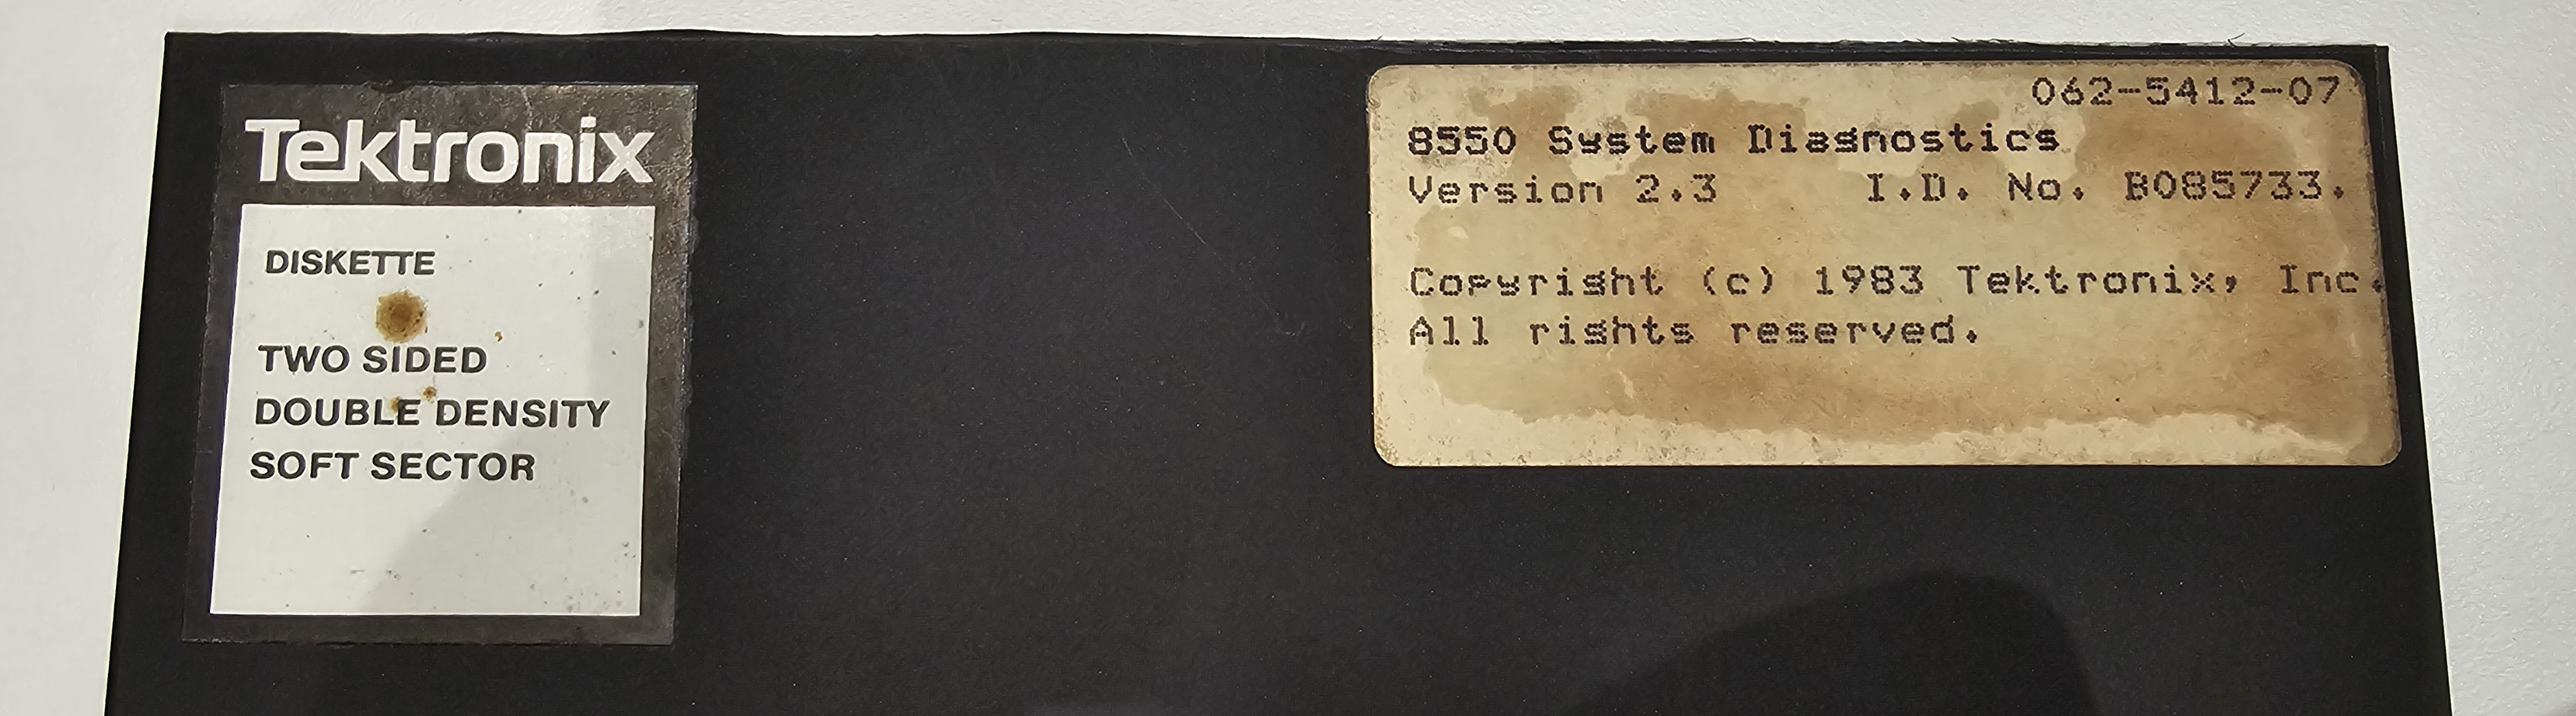 Tektronix
DISKETTE
TWO SIDED
DOUBLE DENSITY
SOFT SECTOR
062-5412-07
8550 System Diagnostics
Version 2.3 I.D. No. B085733.
Copyright (c) 1983 Tektronix, Inc.
All rights reserved.